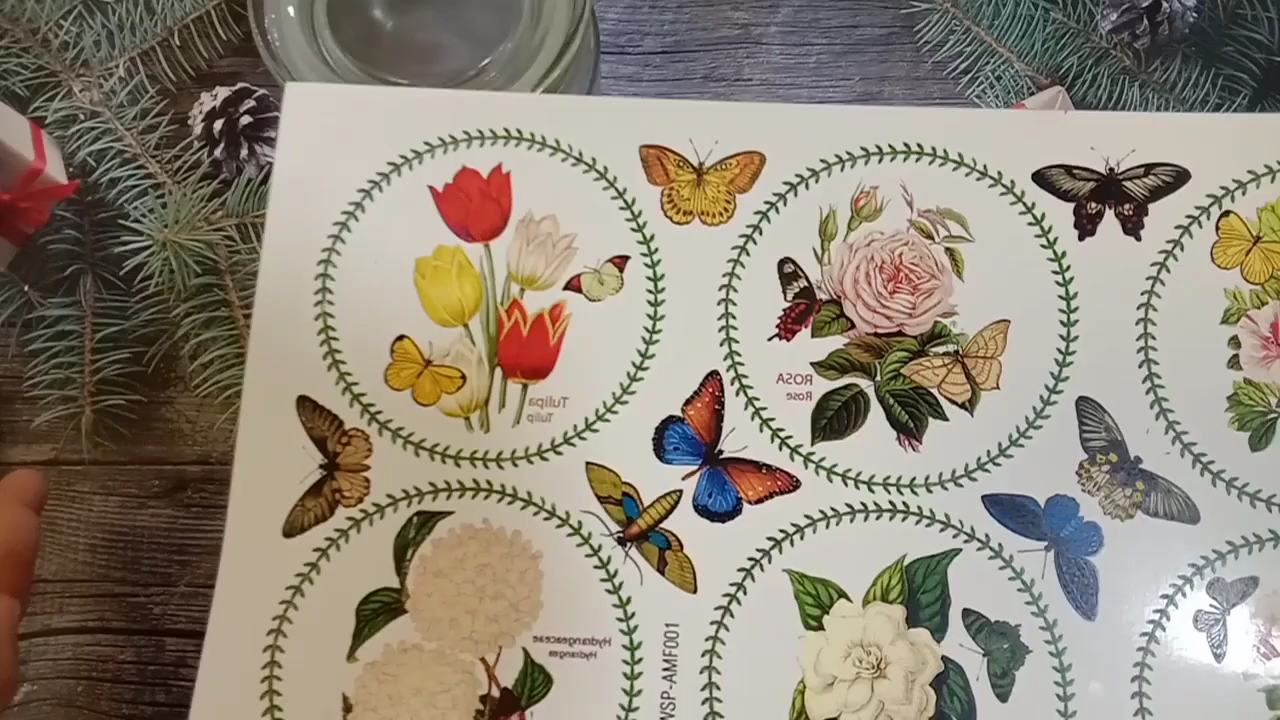 Tulipa
Tulip
ROSA
Rose
Hydrangeaceae
Hydrangea
WSP-AMF001